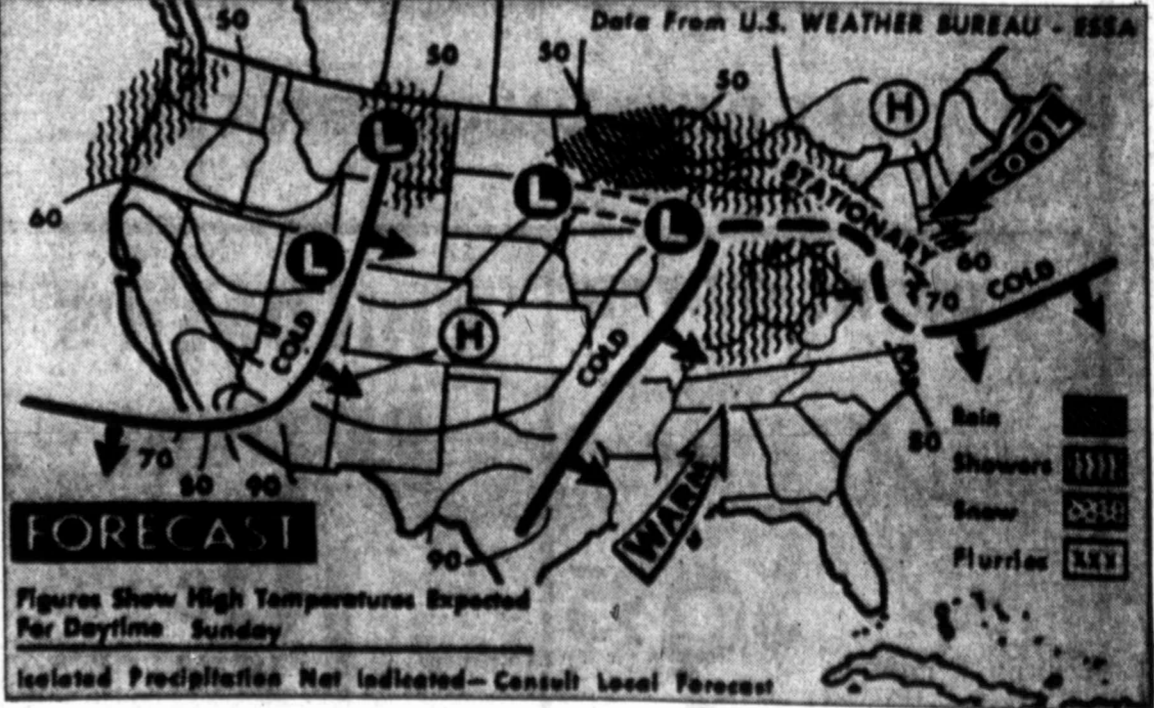 Data From U.S. WEATHER BUREAU - ESSA
50
50
50
50
L
H
COOL
L
L
STATIONARY
60
L
60
COLD
70
H
COLD
COLD
Rain
80
Showers
70
80
90
WARM
Snow
FORECAST
90
Flurries
Figures Show High Temperatures Expected
For Daytime Sunday
Isolated Precipitation Not Indicated— Consult Local Forecast